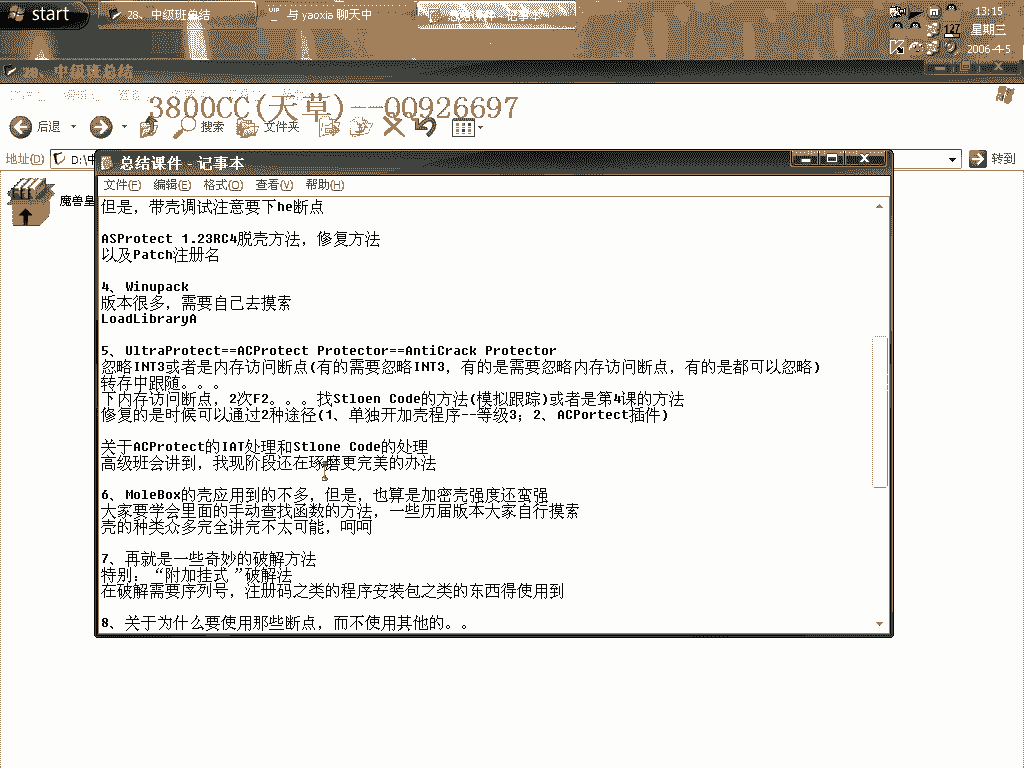 start
28、中级班总结
与 yaoxia 聊天中
总结课件 - 记事本
13:15
127
星期三
2006-4-5
28、中级班总结
3800CC(天草)--QQ926697
后退
搜索
文件夹
地址(D)
D:\中
转到
魔兽皇
总结课件 - 记事本
文件(F) 编辑(E) 格式(O) 查看(V) 帮助(H)
但是，带壳调试注意要下he断点
ASProtect 1.23RC4脱壳方法，修复方法
以及Patch注册名
4、Winupack
版本很多，需要自己去摸索
LoadLibraryA
5、UltraProtect==ACProtect Protector==AntiCrack Protector
忽略INT3或者是内存访问断点(有的需要忽略INT3，有的是需要忽略内存访问断点，有的是都可以忽略)
转存中跟随。。。
下内存访问断点，2次F2。。。找Stloen Code的方法(模拟跟踪)或者是第4课的方法
修复的是时候可以通过2种途径(1、单独开加壳程序--等级3；2、ACPortect插件)
关于ACProtect的IAT处理和Stlone Code的处理
高级班会讲到，我现阶段还在琢磨更完美的办法
6、MoleBox的壳应用到的不多，但是，也算是加密壳强度还蛮强
大家要学会里面的手动查找函数的方法，一些历届版本大家自行摸索
壳的种类众多完全讲完不太可能，呵呵
7、再就是一些奇妙的破解方法
特别：“附加挂式”破解法
在破解需要序列号，注册码之类的程序安装包之类的东西得使用到
8、关于为什么要使用那些断点，而不使用其他的。。